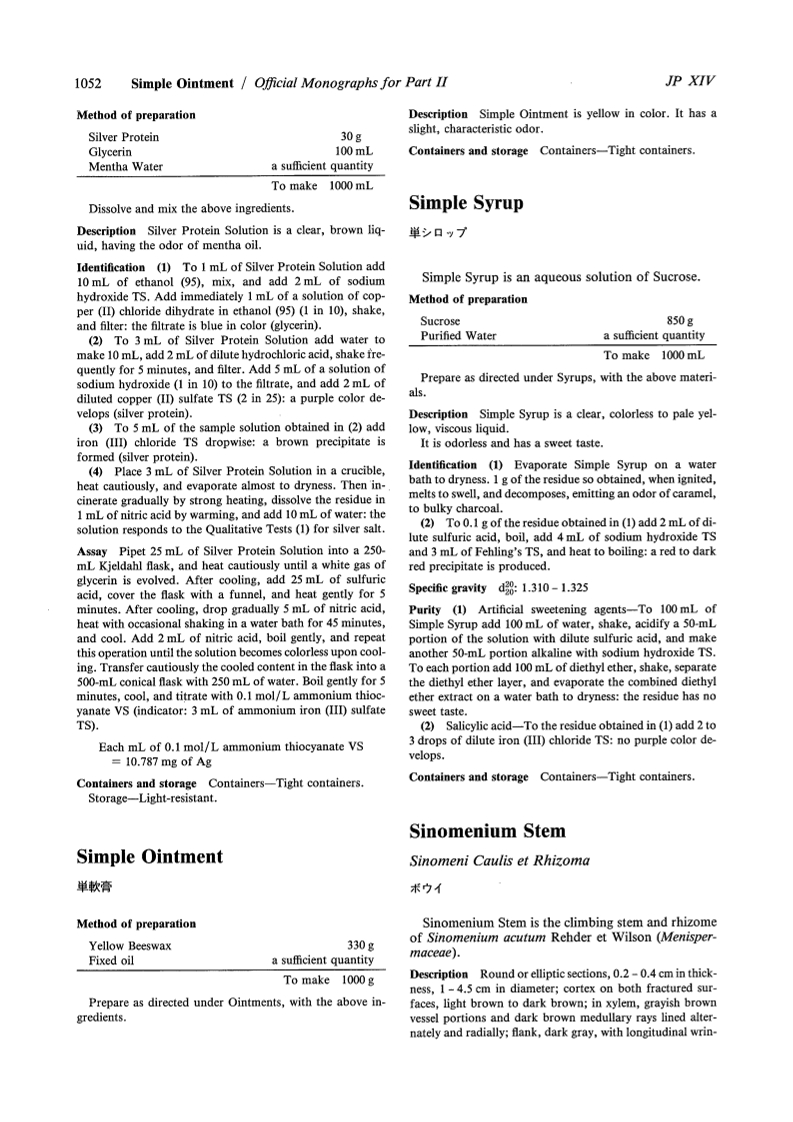 1052 Simple Ointment / Official Monographs for Part II JP XIV
Method of preparation
Silver Protein 30 g
Glycerin 100 mL
Mentha Water a sufficient quantity
To make 1000 mL
Dissolve and mix the above ingredients.
Description Silver Protein Solution is a clear, brown liq-
uid, having the odor of mentha oil.
Identification (1) To 1 mL of Silver Protein Solution add
10 mL of ethanol (95), mix, and add 2 mL of sodium
hydroxide TS. Add immediately 1 mL of a solution of cop-
per (II) chloride dihydrate in ethanol (95) (1 in 10), shake,
and filter: the filtrate is blue in color (glycerin).
(2) To 3 mL of Silver Protein Solution add water to
make 10 mL, add 2 mL of dilute hydrochloric acid, shake fre-
quently for 5 minutes, and filter. Add 5 mL of a solution of
sodium hydroxide (1 in 10) to the filtrate, and add 2 mL of
diluted copper (II) sulfate TS (2 in 25): a purple color de-
velops (silver protein).
(3) To 5 mL of the sample solution obtained in (2) add
iron (III) chloride TS dropwise: a brown precipitate is
formed (silver protein).
(4) Place 3 mL of Silver Protein Solution in a crucible,
heat cautiously, and evaporate almost to dryness. Then in-
cinerate gradually by strong heating, dissolve the residue in
1 mL of nitric acid by warming, and add 10 mL of water: the
solution responds to the Qualitative Tests (1) for silver salt.
Assay Pipet 25 mL of Silver Protein Solution into a 250-
mL Kjeldahl flask, and heat cautiously until a white gas of
glycerin is evolved. After cooling, add 25 mL of sulfuric
acid, cover the flask with a funnel, and heat gently for 5
minutes. After cooling, drop gradually 5 mL of nitric acid,
heat with occasional shaking in a water bath for 45 minutes,
and cool. Add 2 mL of nitric acid, boil gently, and repeat
this operation until the solution becomes colorless upon cool-
ing. Transfer cautiously the cooled content in the flask into a
500-mL conical flask with 250 mL of water. Boil gently for 5
minutes, cool, and titrate with 0.1 mol/L ammonium thioc-
yanate VS (indicator: 3 mL of ammonium iron (III) sulfate
TS).
Each mL of 0.1 mol/L ammonium thiocyanate VS
= 10.787 mg of Ag
Containers and storage Containers—Tight containers.
Storage—Light-resistant.
Simple Ointment
単軟膏
Method of preparation
Yellow Beeswax 330 g
Fixed oil a sufficient quantity
To make 1000 g
Prepare as directed under Ointments, with the above in-
gredients.
Description Simple Ointment is yellow in color. It has a
slight, characteristic odor.
Containers and storage Containers—Tight containers.
Simple Syrup
単シロップ
Simple Syrup is an aqueous solution of Sucrose.
Method of preparation
Sucrose 850 g
Purified Water a sufficient quantity
To make 1000 mL
Prepare as directed under Syrups, with the above materi-
als.
Description Simple Syrup is a clear, colorless to pale yel-
low, viscous liquid.
It is odorless and has a sweet taste.
Identification (1) Evaporate Simple Syrup on a water
bath to dryness. 1 g of the residue so obtained, when ignited,
melts to swell, and decomposes, emitting an odor of caramel,
to bulky charcoal.
(2) To 0.1 g of the residue obtained in (1) add 2 mL of di-
lute sulfuric acid, boil, add 4 mL of sodium hydroxide TS
and 3 mL of Fehling's TS, and heat to boiling: a red to dark
red precipitate is produced.
Specific gravity d20/20: 1.310 – 1.325
Purity (1) Artificial sweetening agents—To 100 mL of
Simple Syrup add 100 mL of water, shake, acidify a 50-mL
portion of the solution with dilute sulfuric acid, and make
another 50-mL portion alkaline with sodium hydroxide TS.
To each portion add 100 mL of diethyl ether, shake, separate
the diethyl ether layer, and evaporate the combined diethyl
ether extract on a water bath to dryness: the residue has no
sweet taste.
(2) Salicylic acid—To the residue obtained in (1) add 2 to
3 drops of dilute iron (III) chloride TS: no purple color de-
velops.
Containers and storage Containers—Tight containers.
Sinomenium Stem
Sinomeni Caulis et Rhizoma
ボウイ
Sinomenium Stem is the climbing stem and rhizome
of Sinomenium acutum Rehder et Wilson (Menisper-
maceae).
Description Round or elliptic sections, 0.2 – 0.4 cm in thick-
ness, 1 – 4.5 cm in diameter; cortex on both fractured sur-
faces, light brown to dark brown; in xylem, grayish brown
vessel portions and dark brown medullary rays lined alter-
nately and radially; flank, dark gray, with longitudinal wrin-